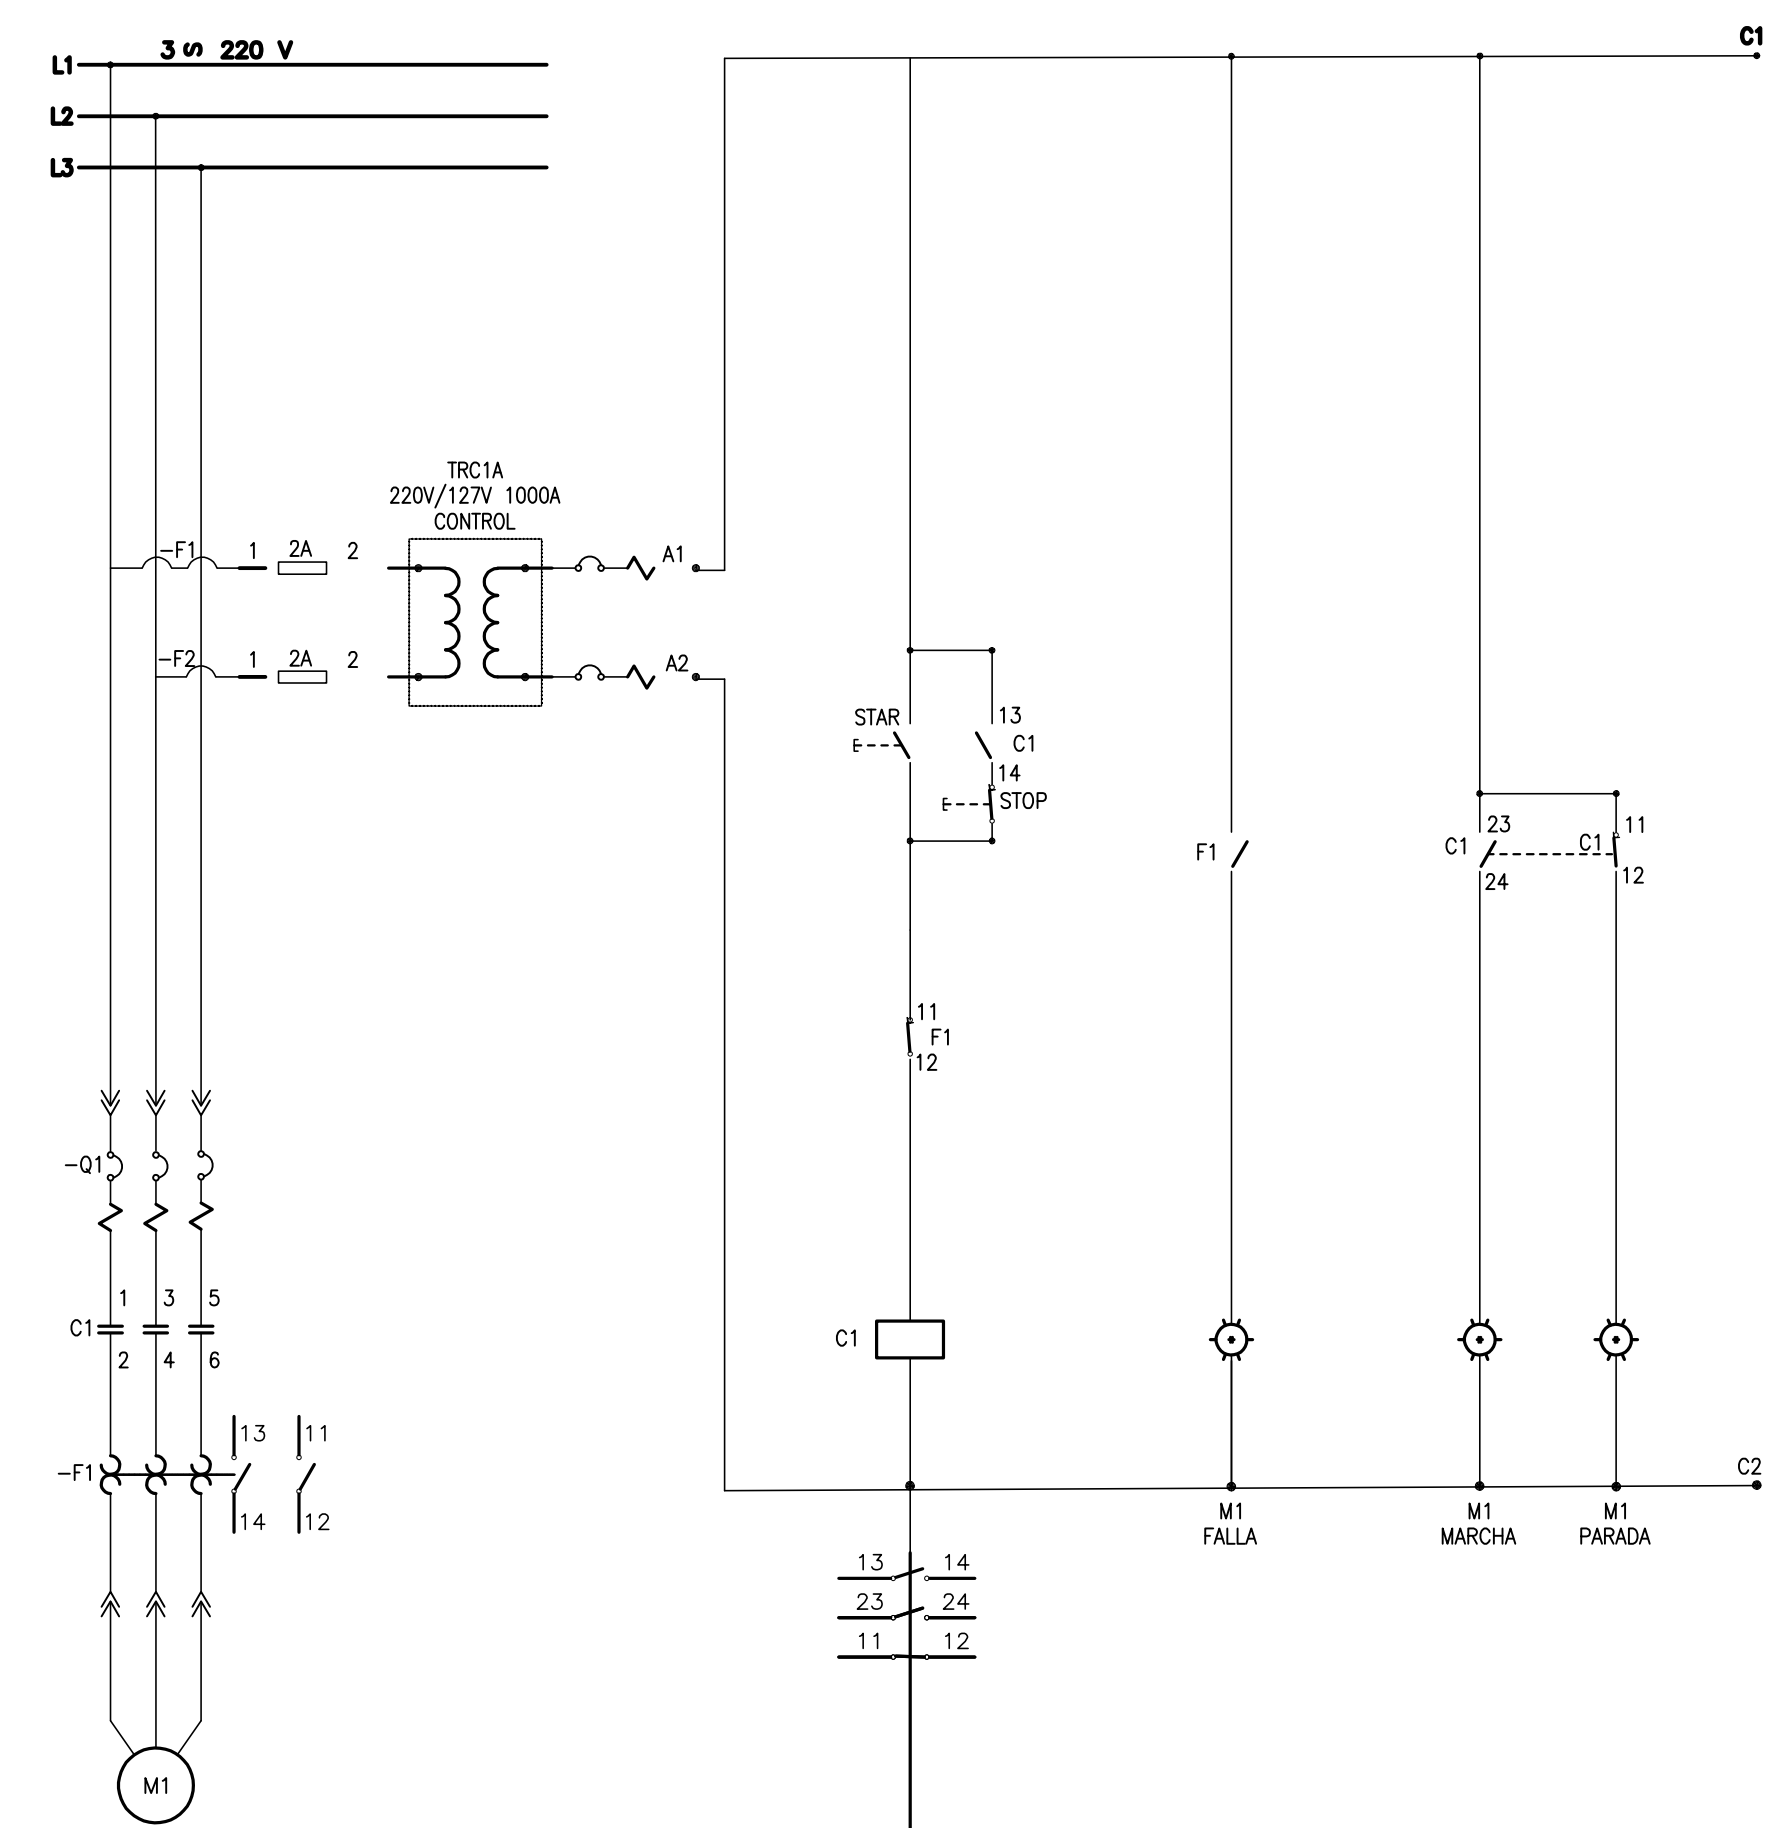 3 S 220 V
L1
L2
L3
C1
TRC1A
220V/127V 1000A
CONTROL
-F1 1 2A 2 A1
-F2 1 2A 2 A2
STAR 13
C1
14
STOP
23 11
C1 C1
F1
24 12
11
F1
12
-Q1
1 3 5
C1
2 4 6
C1
13 11
-F1
14 12
C2
M1 M1 M1
FALLA MARCHA PARADA
13 14
23 24
11 12
M1